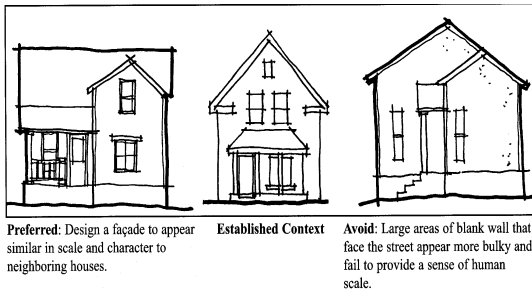 Preferred: Design a façade to appear
similar in scale and character to
neighboring houses.
Established Context
Avoid: Large areas of blank wall that
face the street appear more bulky and
fail to provide a sense of human
scale.